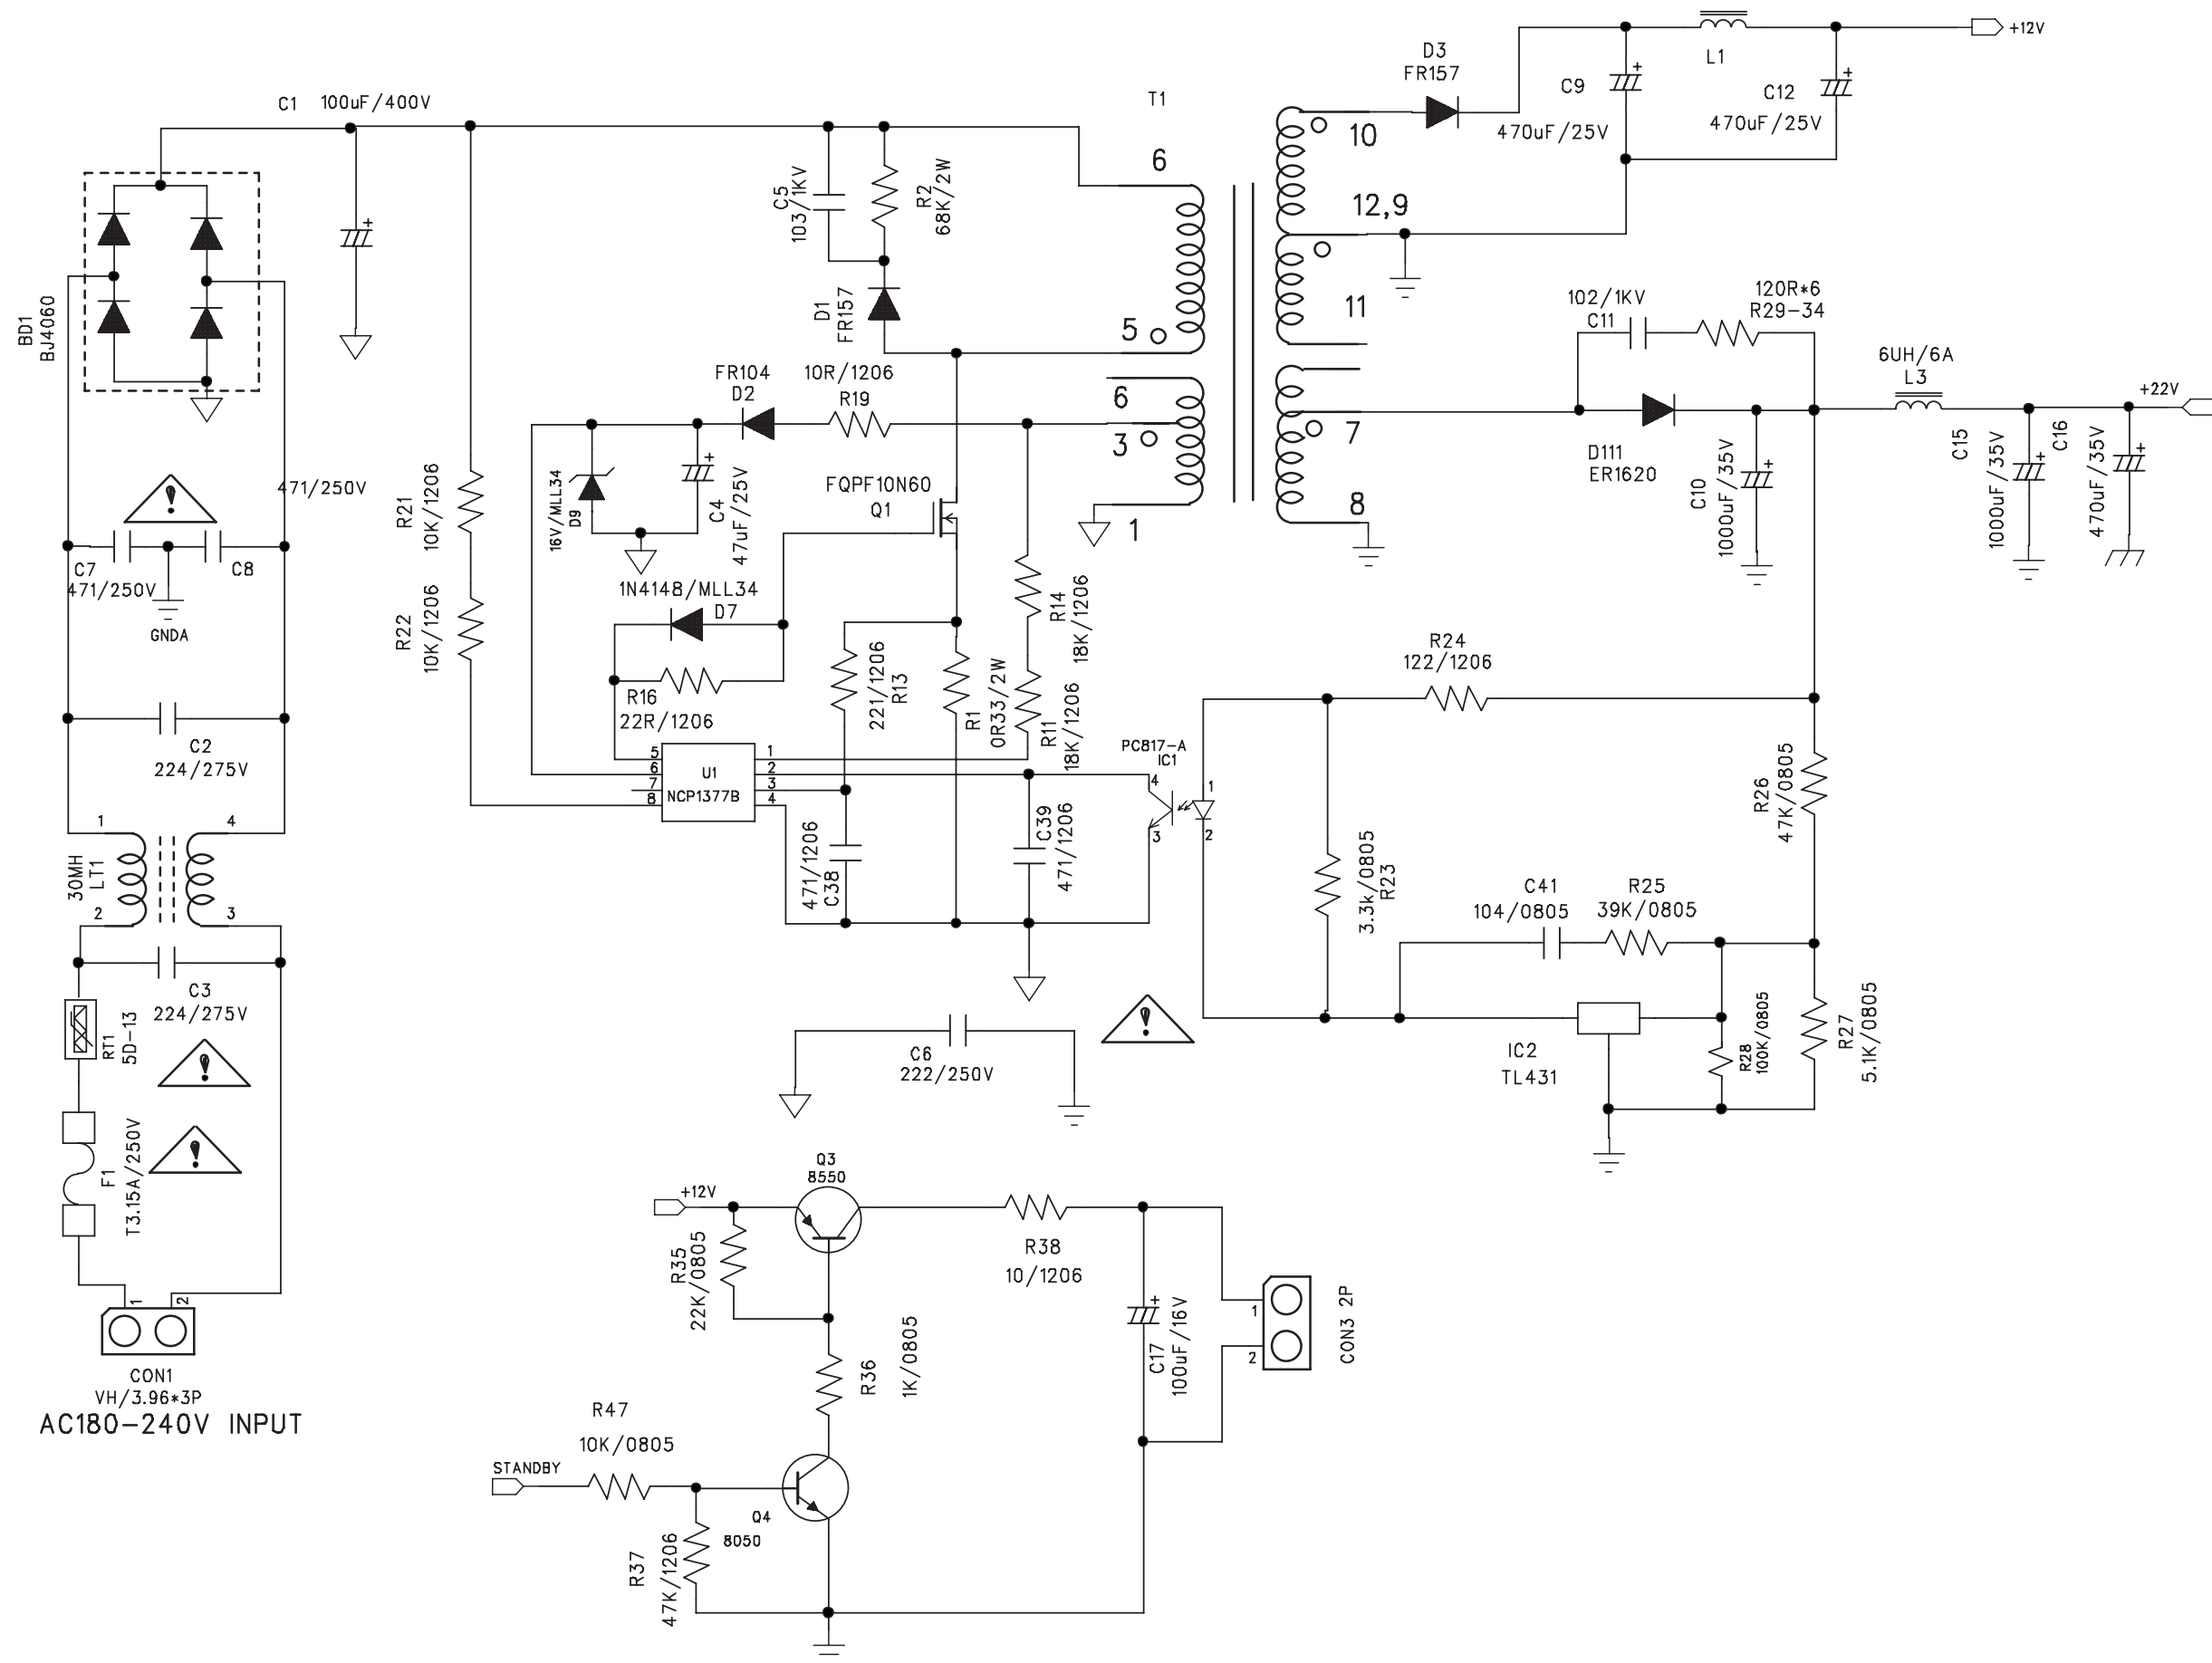 +12V
D3
FR157
L1
C9
470uF/25V
C12
470uF/25V
T1
C1 100uF/400V
10
6
12,9
C5
103/1KV
R2
68K/2W
BD1
BJ4060
D1
FR157
5
11
102/1KV
C11
120R*6
R29-34
6UH/6A
L3
+22V
FR104
D2
10R/1206
R19
6
3
7
1
8
D111
ER1620
C10
1000uF/35V
C15
1000uF/35V
C16
470uF/35V
16V/MLL34
D9
C4
47uF/25V
FQPF10N60
Q1
!
471/250V
R21
10K/1206
C7
471/250V
C8
GNDA
R22
10K/1206
1N4148/MLL34
D7
R14
18K/1206
R16
22R/1206
221/1206
R13
R1
0R33/2W
R11
18K/1206
R24
122/1206
C2
224/275V
5
6
7
8
U1
NCP1377B
1
2
3
4
PC817-A
IC1
4
3
1
2
R26
47K/0805
1
4
30MH
LT1
2
3
471/1206
C38
C39
471/1206
3.3k/0805
R23
C41
104/0805
R25
39K/0805
C3
224/275V
RT1
5D-13
!
!
C6
222/250V
IC2
TL431
R28
100K/0805
R27
5.1K/0805
F1
T3.15A/250V
!
Q3
8550
+12V
R35
22K/0805
R38
10/1206
1
2
CON1
VH/3.96*3P
AC180-240V INPUT
R36
1K/0805
C17
100uF/16V
1
2
CON3 2P
R47
10K/0805
STANDBY
Q4
8050
R37
47K/1206